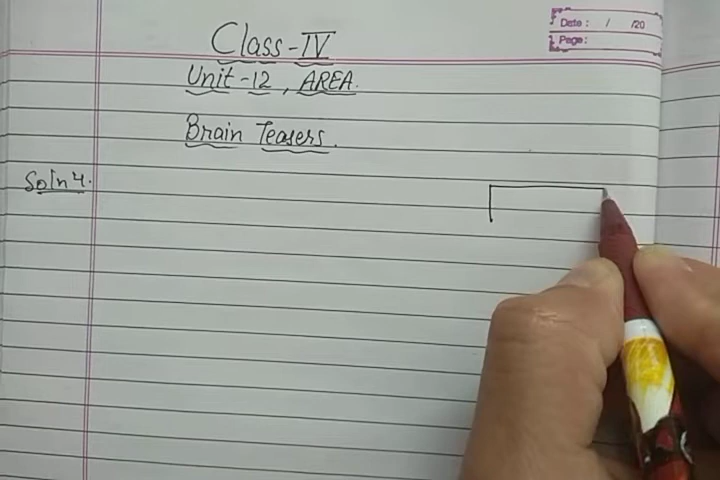 Class-IV
Date : / /20
Page:
Unit-12, AREA.
Brain Teasers.
Soln 4.